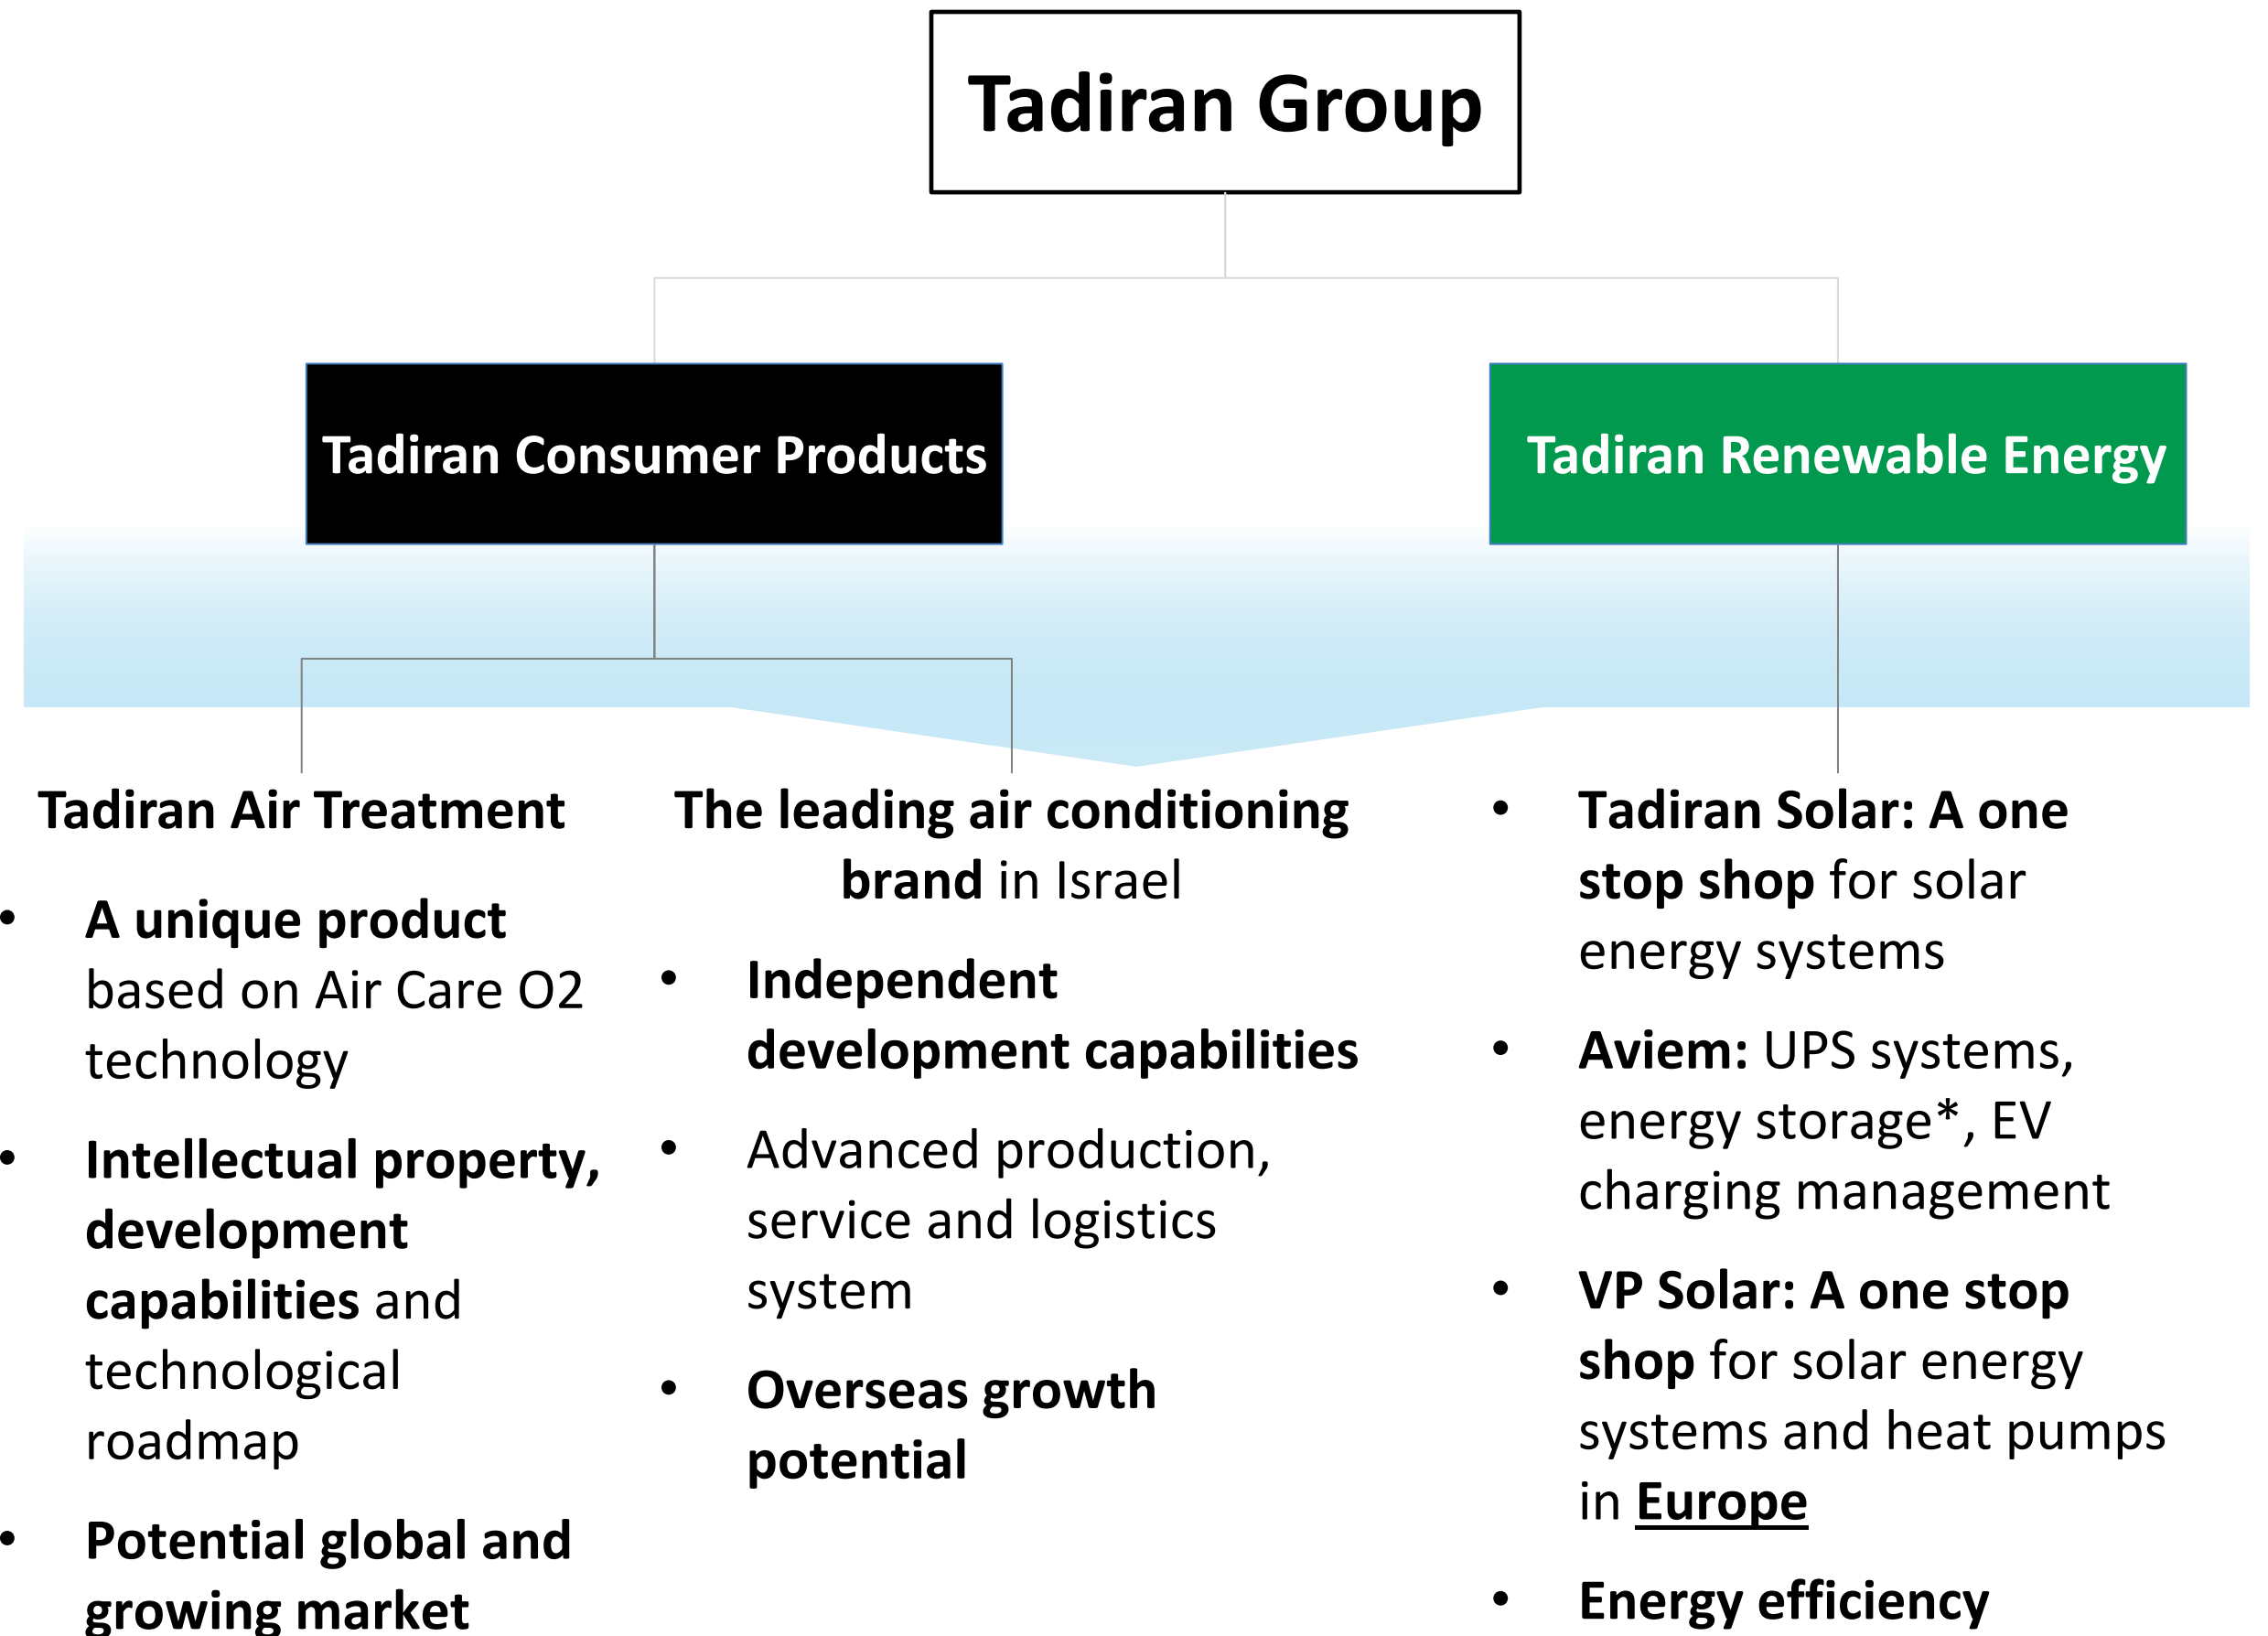 Tadiran Group
Tadiran Consumer Products
Tadiran Renewable Energy
Tadiran Air Treatment
• A unique product
based on Air Care O2
technology
• Intellectual property,
development
capabilities and
technological
roadmap
• Potential global and
growing market
The leading air conditioning
brand in Israel
• Independent
development capabilities
• Advanced production,
service and logistics
system
• Overseas growth
potential
• Tadiran Solar: A one
stop shop for solar
energy systems
• Aviem: UPS systems,
energy storage*, EV
charging management
• VP Solar: A one stop
shop for solar energy
systems and heat pumps
in Europe
• Energy efficiency